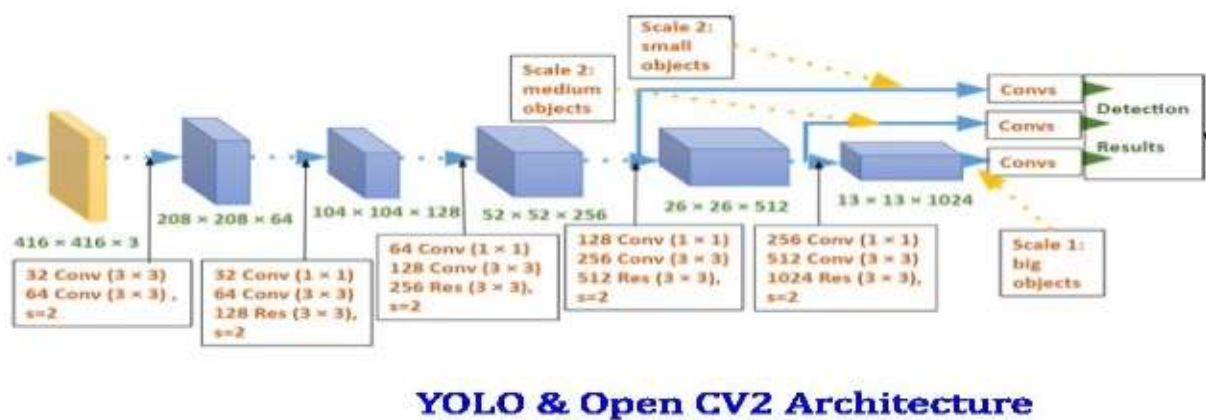 Scale 2:
small
objects
Scale 2:
medium
objects
Convs
Convs
Convs
Detection
Results
416 × 416 × 3
208 × 208 × 64
104 × 104 × 128
52 × 52 × 256
26 × 26 × 512
13 × 13 × 1024
32 Conv (3 × 3)
64 Conv (3 × 3) ,
s=2
32 Conv (1 × 1)
64 Conv (3 × 3)
128 Res (3 × 3),
s=2
64 Conv (1 × 1)
128 Conv (3 × 3)
256 Res (3 × 3),
s=2
128 Conv (1 × 1)
256 Conv (3 × 3)
512 Res (3 × 3),
s=2
256 Conv (1 × 1)
512 Conv (3 × 3)
1024 Res (3 × 3),
s=2
Scale 1:
big
objects
YOLO & Open CV2 Architecture